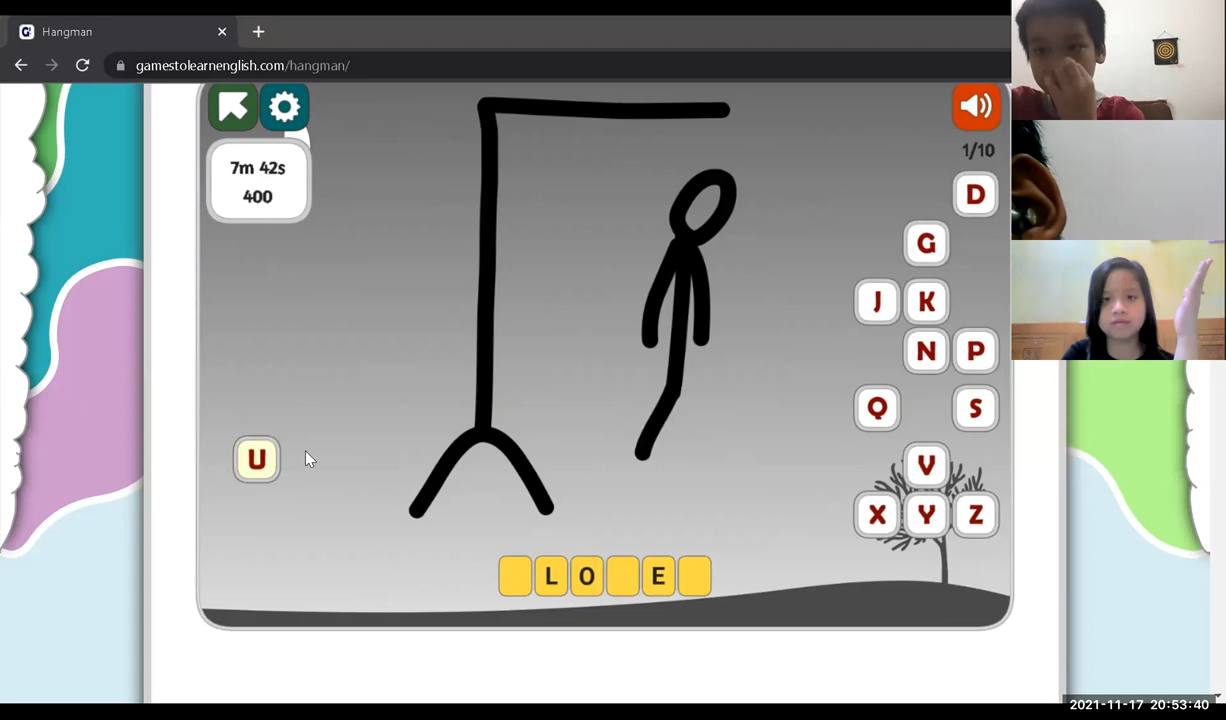 Hangman
gamestolearnenglish.com/hangman/
7m 42s
400
1/10
D
G
J K
N P
Q S
U
V
X Y Z
L O E
2021-11-17 20:53:40